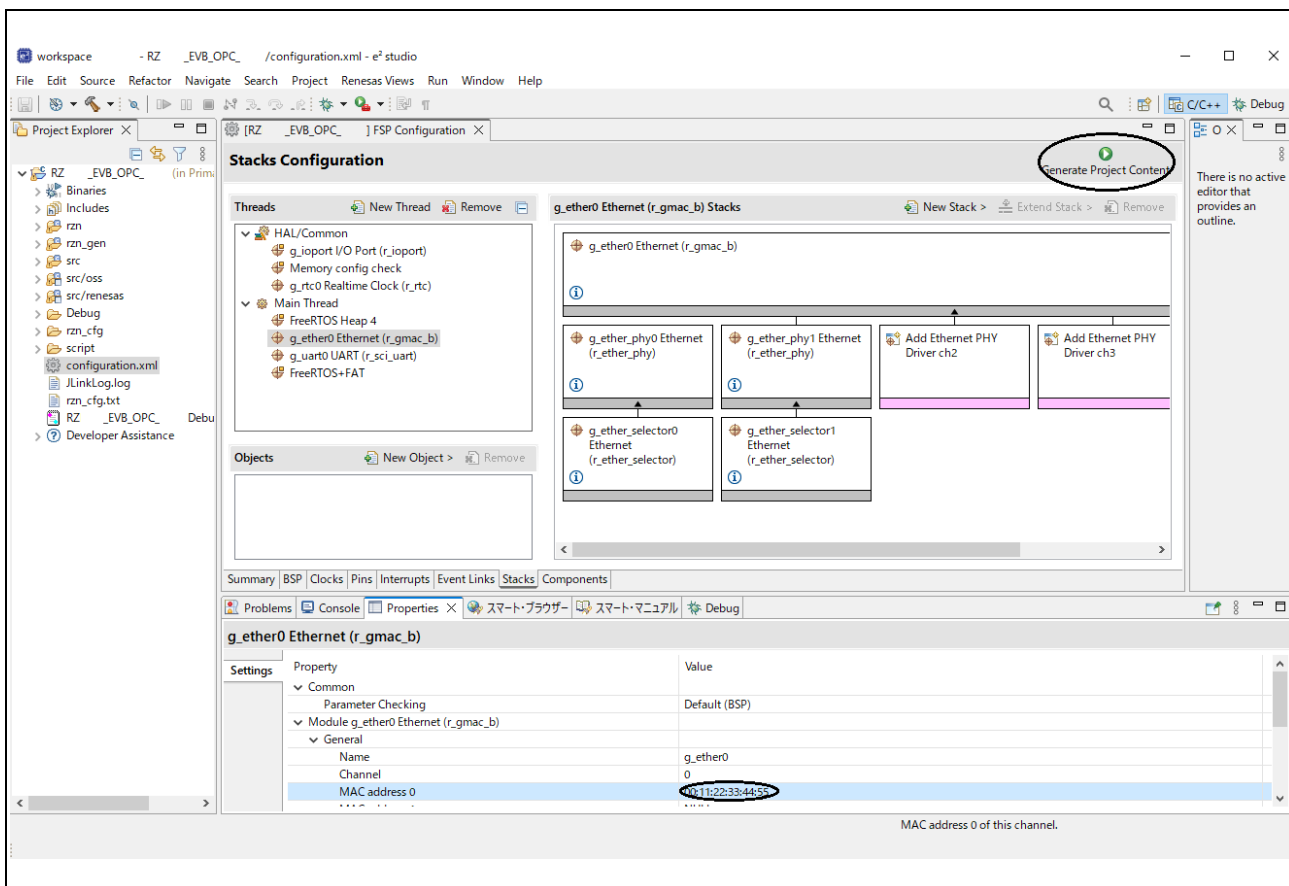 workspace - RZ _EVB_OPC_ /configuration.xml - e² studio
File Edit Source Refactor Navigate Search Project Renesas Views Run Window Help
C/C++ Debug
Project Explorer
RZ _EVB_OPC_ (in Prima
Binaries
Includes
rzn
rzn_gen
src
src/oss
src/renesas
Debug
rzn_cfg
script
configuration.xml
JLinkLog.log
rzn_cfg.txt
RZ _EVB_OPC_ Debu
Developer Assistance
[RZ _EVB_OPC_ ] FSP Configuration
Stacks Configuration
Generate Project Content
Threads New Thread Remove
HAL/Common
g_ioport I/O Port (r_ioport)
Memory config check
g_rtc0 Realtime Clock (r_rtc)
Main Thread
FreeRTOS Heap 4
g_ether0 Ethernet (r_gmac_b)
g_uart0 UART (r_sci_uart)
FreeRTOS+FAT
Objects New Object > Remove
g_ether0 Ethernet (r_gmac_b) Stacks New Stack > Extend Stack > Remove
g_ether0 Ethernet (r_gmac_b)
g_ether_phy0 Ethernet
(r_ether_phy)
g_ether_phy1 Ethernet
(r_ether_phy)
Add Ethernet PHY
Driver ch2
Add Ethernet PHY
Driver ch3
g_ether_selector0
Ethernet
(r_ether_selector)
g_ether_selector1
Ethernet
(r_ether_selector)
Summary BSP Clocks Pins Interrupts Event Links Stacks Components
O
There is no active
editor that
provides an
outline.
Problems Console Properties スマート・ブラウザー スマート・マニュアル Debug
g_ether0 Ethernet (r_gmac_b)
Settings
Property Value
Common
Parameter Checking Default (BSP)
Module g_ether0 Ethernet (r_gmac_b)
General
Name g_ether0
Channel 0
MAC address 0 00:11:22:33:44:55
MAC address 0 of this channel.